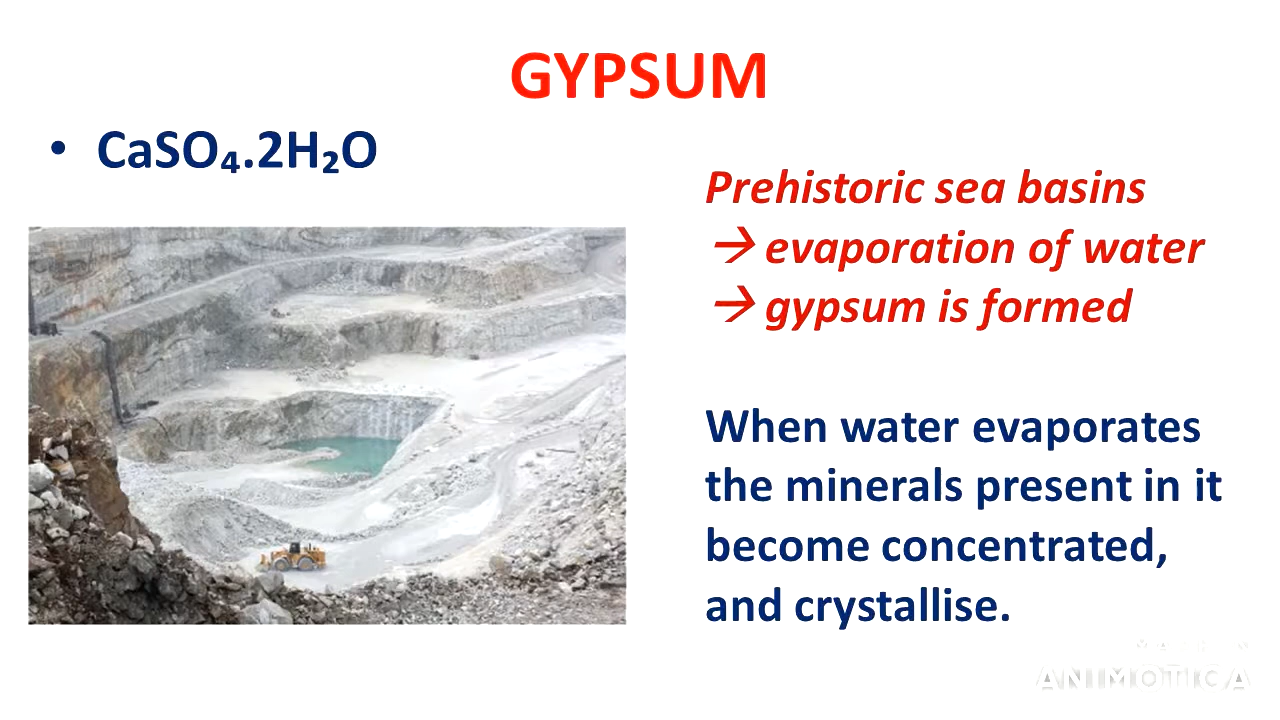 GYPSUM
• CaSO₄.2H₂O
Prehistoric sea basins
→ evaporation of water
→ gypsum is formed
When water evaporates
the minerals present in it
become concentrated,
and crystallise.
ANIMOTICA